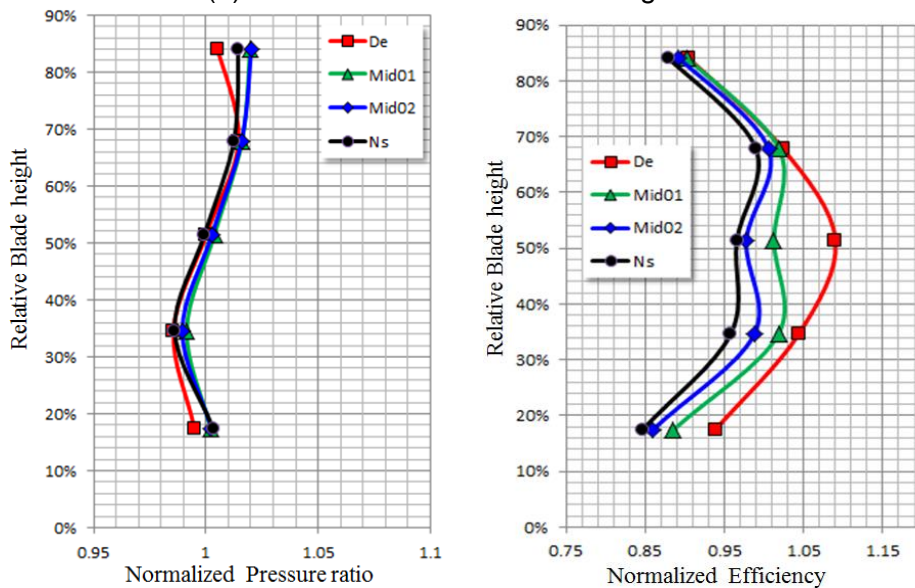 90%
80%
70%
60%
50%
40%
30%
20%
10%
0%
Relative Blade height
De
Mid01
Mid02
Ns
0.95 1 1.05 1.1
Normalized Pressure ratio
90%
80%
70%
60%
50%
40%
30%
20%
10%
0%
Relative Blade height
De
Mid01
Mid02
Ns
0.75 0.85 0.95 1.05 1.15
Normalized Efficiency